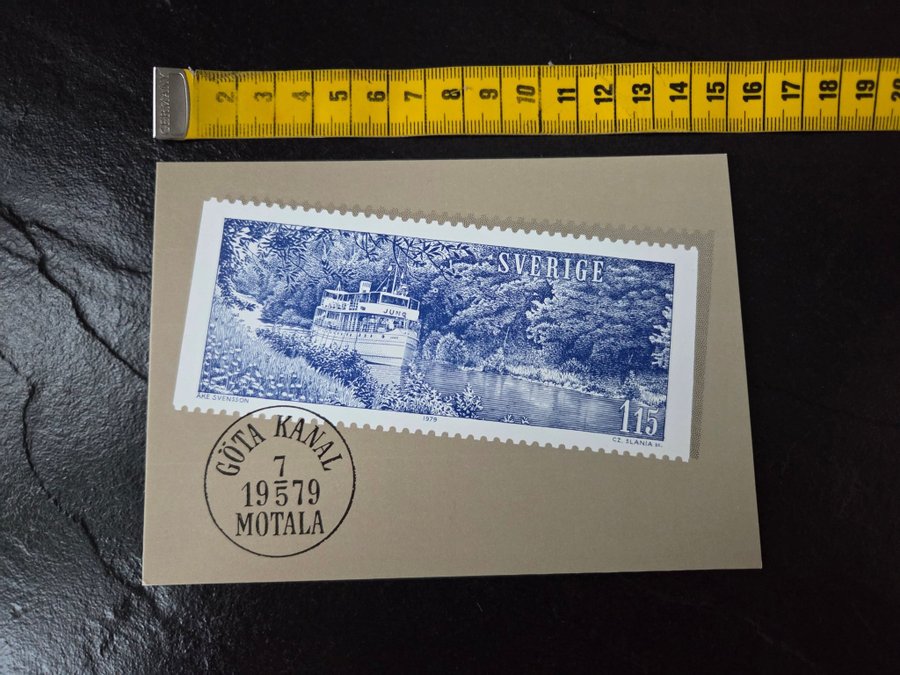 GERMANY
2 3 4 5 6 7 8 9 10 11 12 13 14 15 16 17 18 19 20
SVERIGE
JUNO
ÅKE SVENSSON
1979
115
CZ. SLANIA sc.
GÖTA KANAL
7
19 5 79
MOTALA